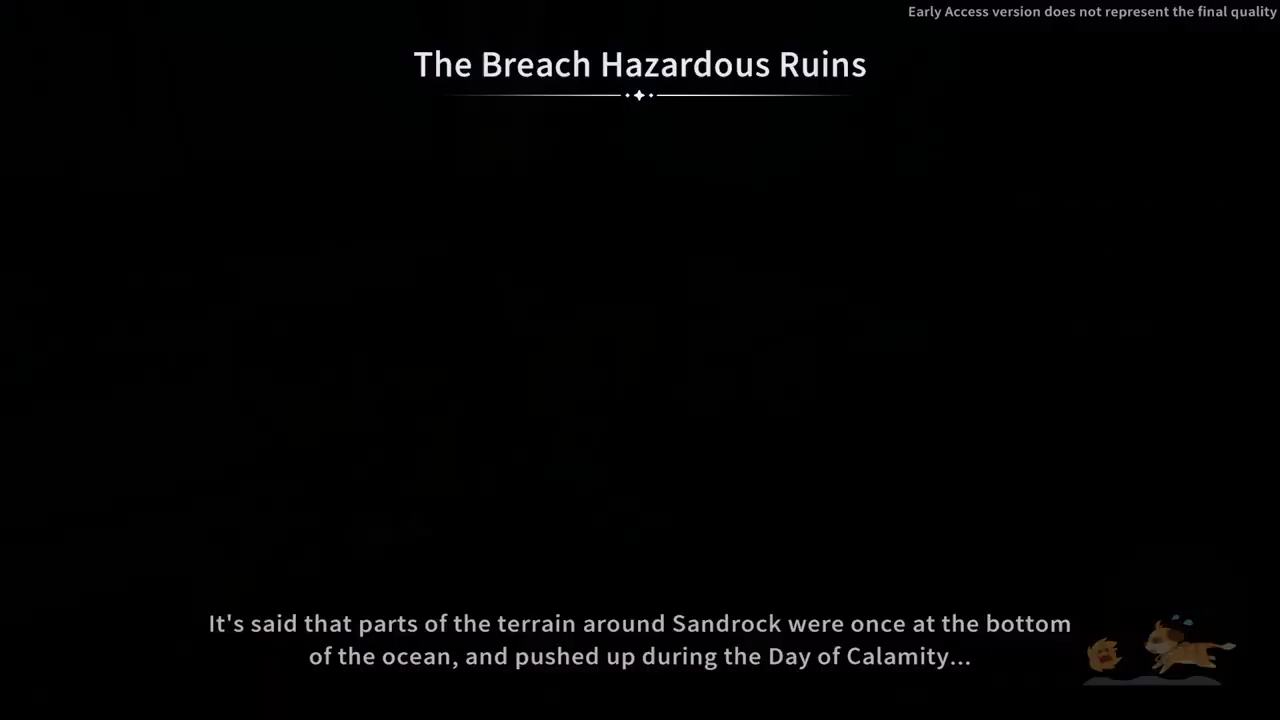 Early Access version does not represent the final quality
The Breach Hazardous Ruins
It's said that parts of the terrain around Sandrock were once at the bottom
of the ocean, and pushed up during the Day of Calamity...